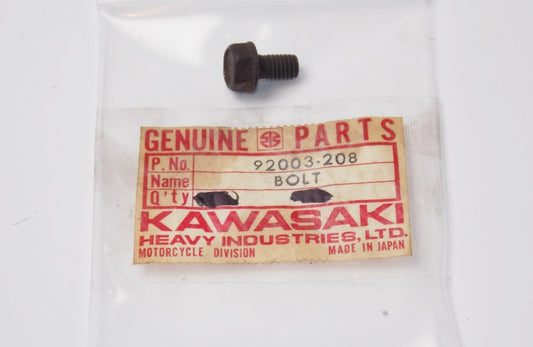 GENUINE PARTS
P. No. 92003-208
Name BOLT
Q'ty
KAWASAKI
HEAVY INDUSTRIES, LTD.
MOTORCYCLE DIVISION MADE IN JAPAN